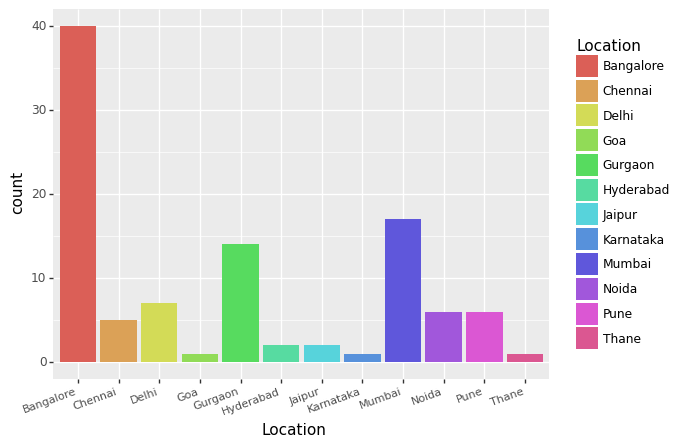 40
30
20
10
0
count
Bangalore
Chennai
Delhi
Goa
Gurgaon
Hyderabad
Jaipur
Karnataka
Mumbai
Noida
Pune
Thane
Location
Location
Bangalore
Chennai
Delhi
Goa
Gurgaon
Hyderabad
Jaipur
Karnataka
Mumbai
Noida
Pune
Thane